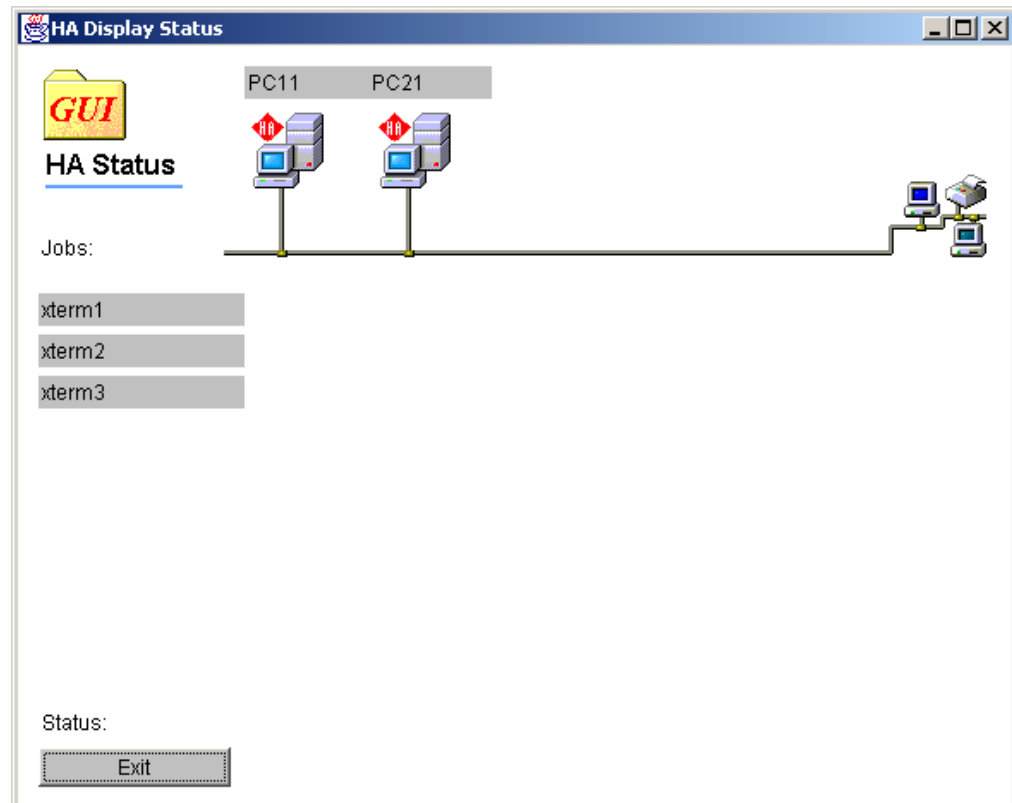 HA Display Status
GUI
HA Status
PC11 PC21
HA HA
Jobs:
xterm1
xterm2
xterm3
Status:
Exit